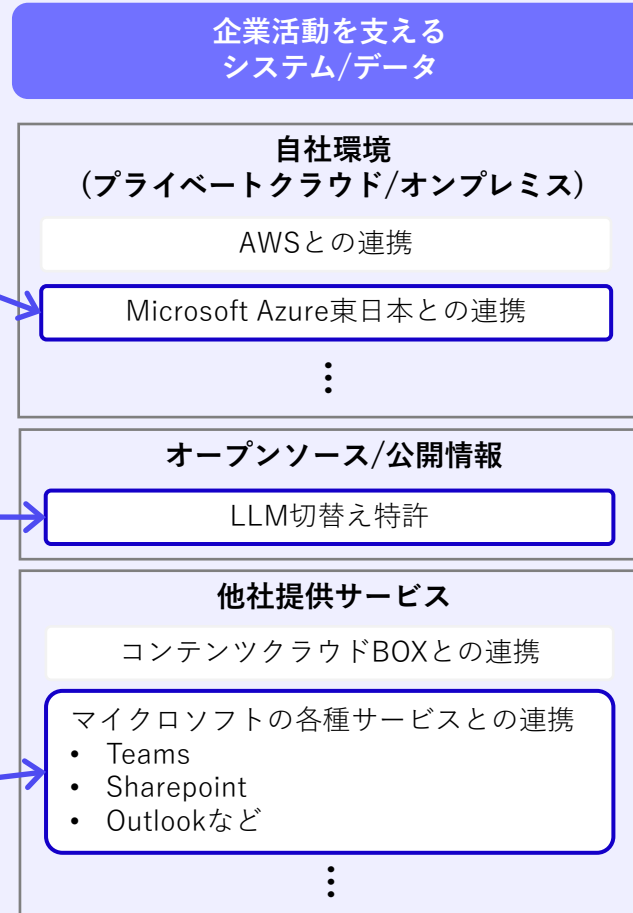 企業活動を支える
システム/データ
自社環境
(プライベートクラウド/オンプレミス)
AWSとの連携
Microsoft Azure東日本との連携
⋮
オープンソース/公開情報
LLM切替え特許
他社提供サービス
コンテンツクラウドBOXとの連携
マイクロソフトの各種サービスとの連携
• Teams
• Sharepoint
• Outlookなど
⋮